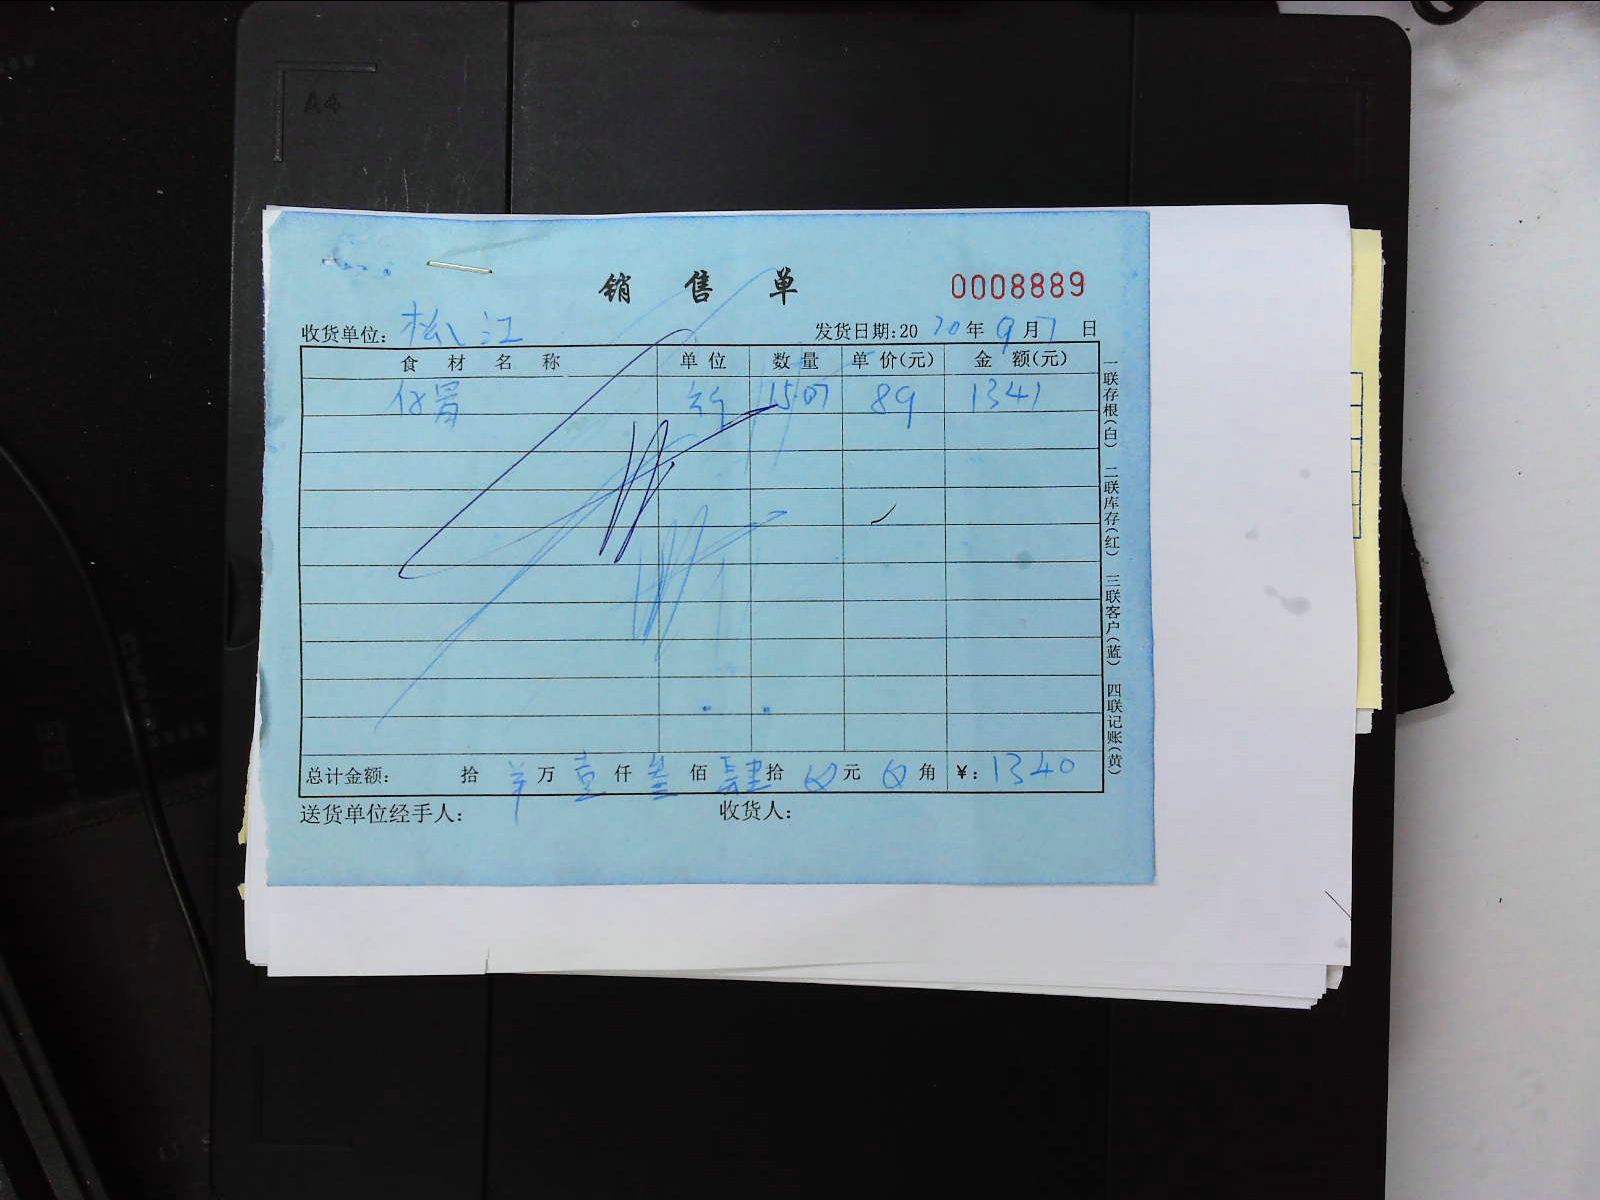 销 售 单 0008889
收货单位: 松江 发货日期:2020年9月7日
食材名称 单位 数量 单价(元) 金额(元)
斤 15.07 89 1341
总计金额: 拾 万壹仟叁佰肆拾0元0角 ¥:1340
送货单位经手人: 收货人:
一联存根(白) 二联库存(红) 三联客户(蓝) 四联记账(黄)